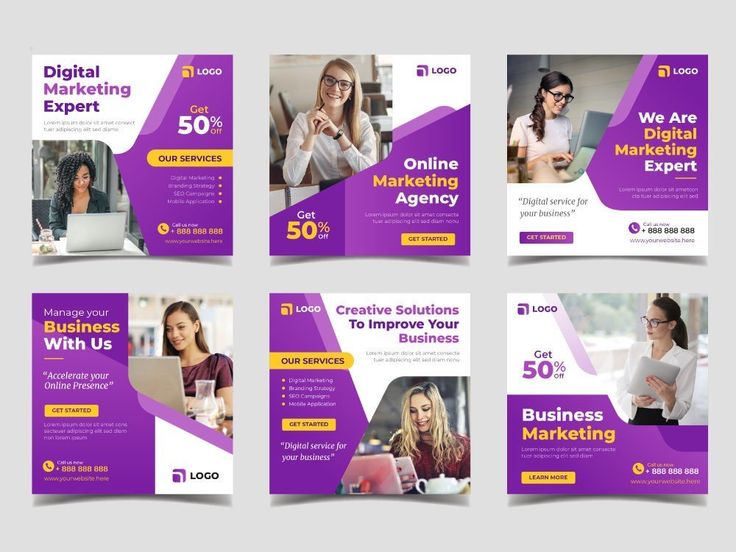 Digital
Marketing
Expert
Lorem ipsum dolor sit amet conse
tuer adipiscing elit sed diam
LOGO
Get
50%
Off
OUR SERVICES
Digital Marketing
Branding Strategy
SEO Campaigns
Mobile Application
Call us now
+ 888 888 888
www.yourwebsite.here
LOGO
Online
Marketing
Agency
Lorem ipsum dolor sit amet consectetu
adipiscing elit, sed diam nonummy
GET STARTED
Get
50%
Off
LOGO
We Are
Digital
Marketing
Expert
Lorem ipsum dolor sit ametcon
sectetuer adipiscing elit sed
"Digital service for
your business"
GET STARTED
Call us now
+ 888 888 888
www.yourwebsite.here
Manage your
Business
With Us
"Accelerate your
Online Presence"
GET STARTED
Lorem ipsum dolor sit amet
consectetuer adipiscing elit, sed do
lorem ipsum
Call us now
+ 888 888 888
www.yourwebsite.here
LOGO
LOGO
Creative Solutions
To Improve Your
Business
Lorem ipsum dolor sit amet consect
etuer adipiscing elit, sed diam
OUR SERVICES
Digital Marketing
Branding Strategy
SEO Campaigns
Mobile Application
GET STARTED
"Digital service for
your business"
LOGO
Get
50%
Off
Business
Marketing
Lorem ipsum dolor sit amet consectetuer
adipiscing elit, sed diam nonummy
LEARN MORE
Call us now
+ 888 888 888
www.yourwebsite.here